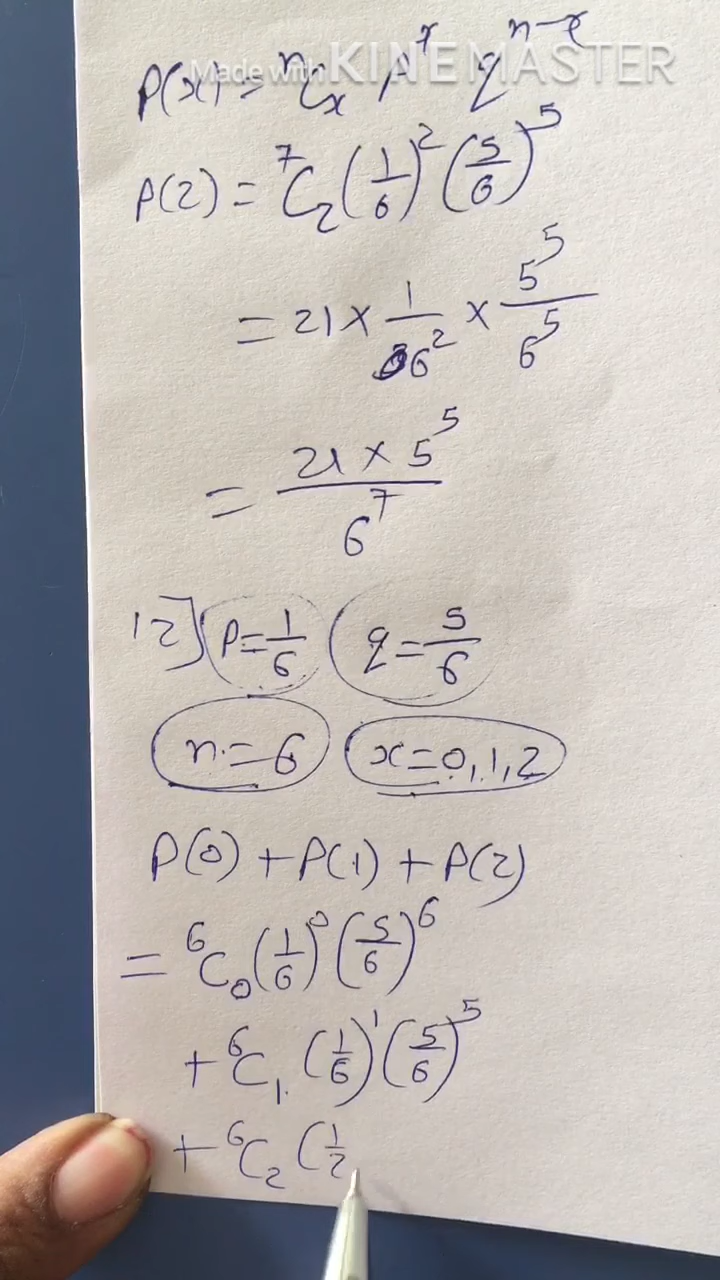 P(x) = ⁿCₓ pˣ qⁿ⁻ˣ
Made with KINEMASTER
P(2) = ⁷C₂ (1/6)² (5/6)⁵
= 21 × 1/6² × 5⁵/6⁵
= 21 × 5⁵ / 6⁷
12] P = 1/6 q = 5/6
n = 6 x = 0, 1, 2
P(0) + P(1) + P(2)
= ⁶C₀ (1/6)⁰ (5/6)⁶
+ ⁶C₁ (1/6)¹ (5/6)⁵
+ ⁶C₂ (1/2